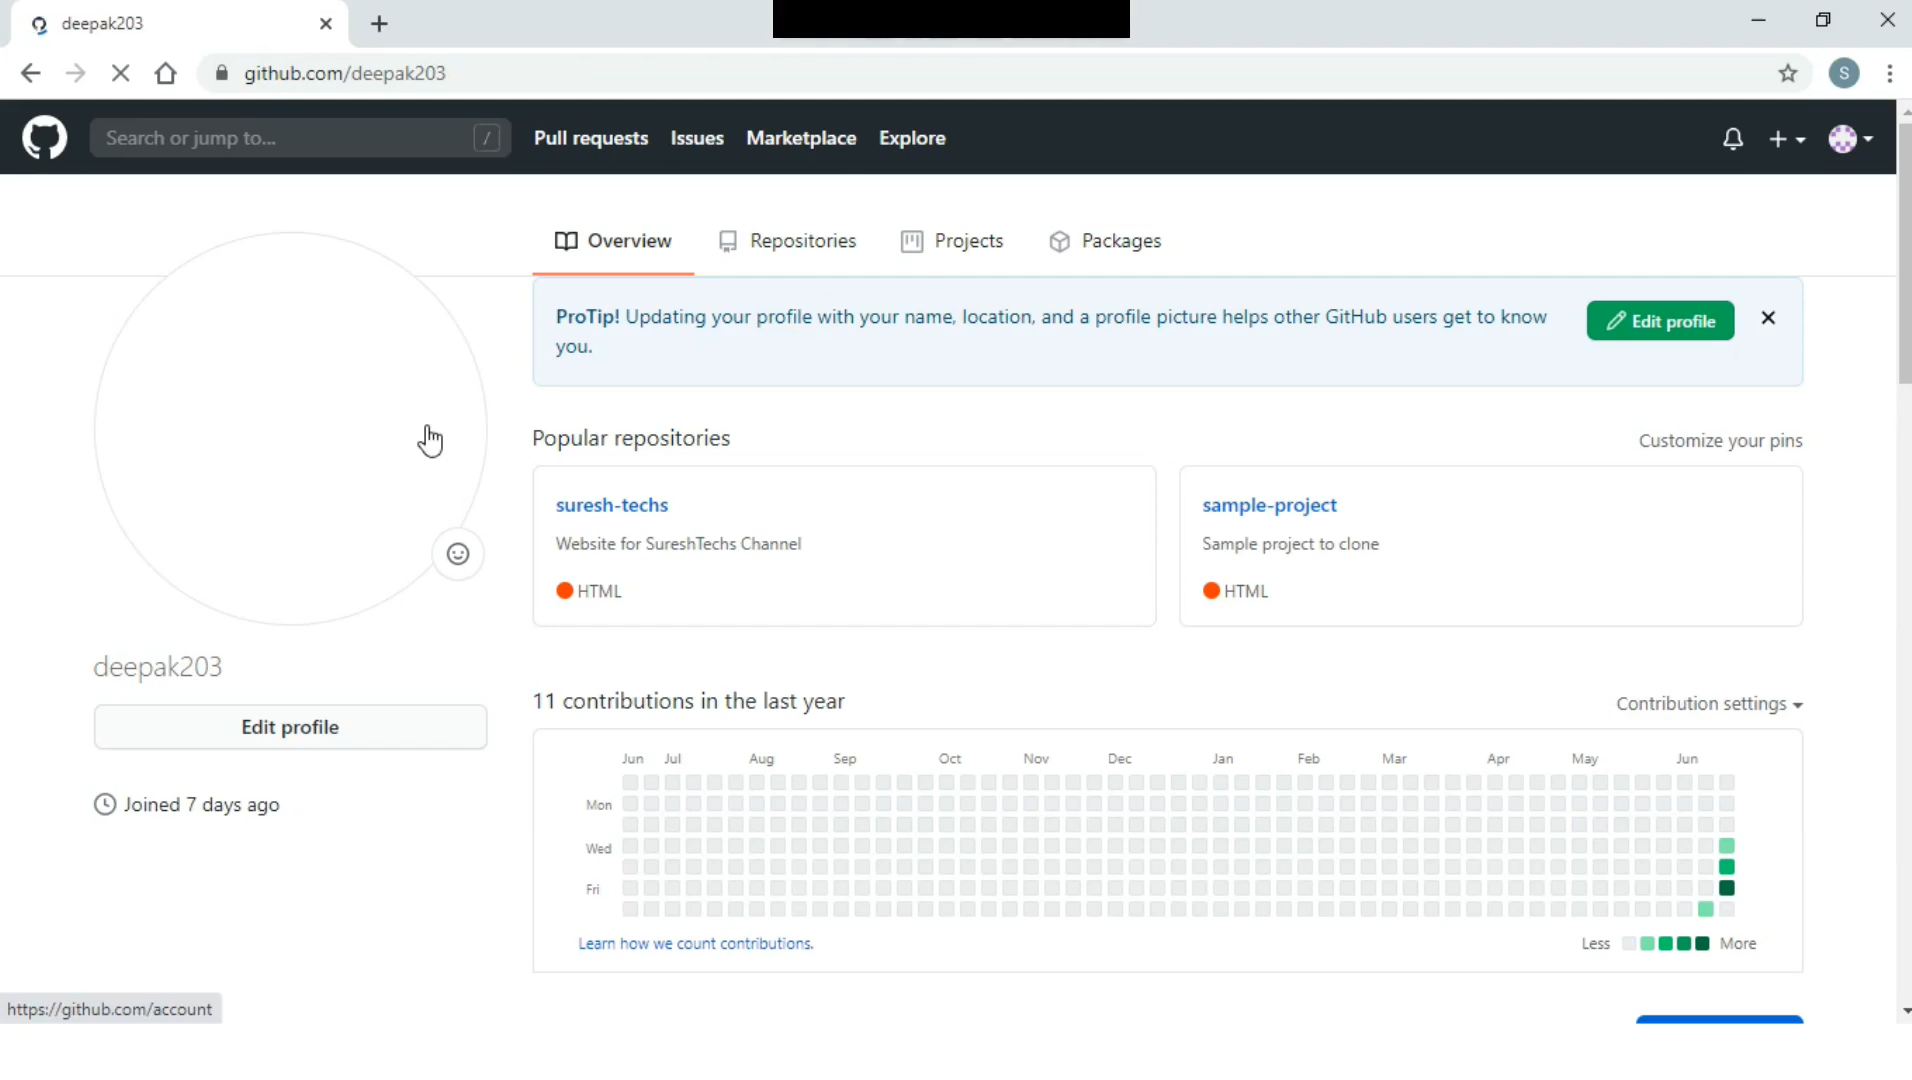 deepak203
github.com/deepak203
S
Search or jump to...
/
Pull requests
Issues
Marketplace
Explore
Overview
Repositories
Projects
Packages
ProTip! Updating your profile with your name, location, and a profile picture helps other GitHub users get to know
you.
Edit profile
Popular repositories
Customize your pins
suresh-techs
Website for SureshTechs Channel
HTML
sample-project
Sample project to clone
HTML
deepak203
Edit profile
Joined 7 days ago
11 contributions in the last year
Contribution settings
Jun Jul Aug Sep Oct Nov Dec Jan Feb Mar Apr May Jun
Mon
Wed
Fri
Learn how we count contributions.
Less
More
https://github.com/account